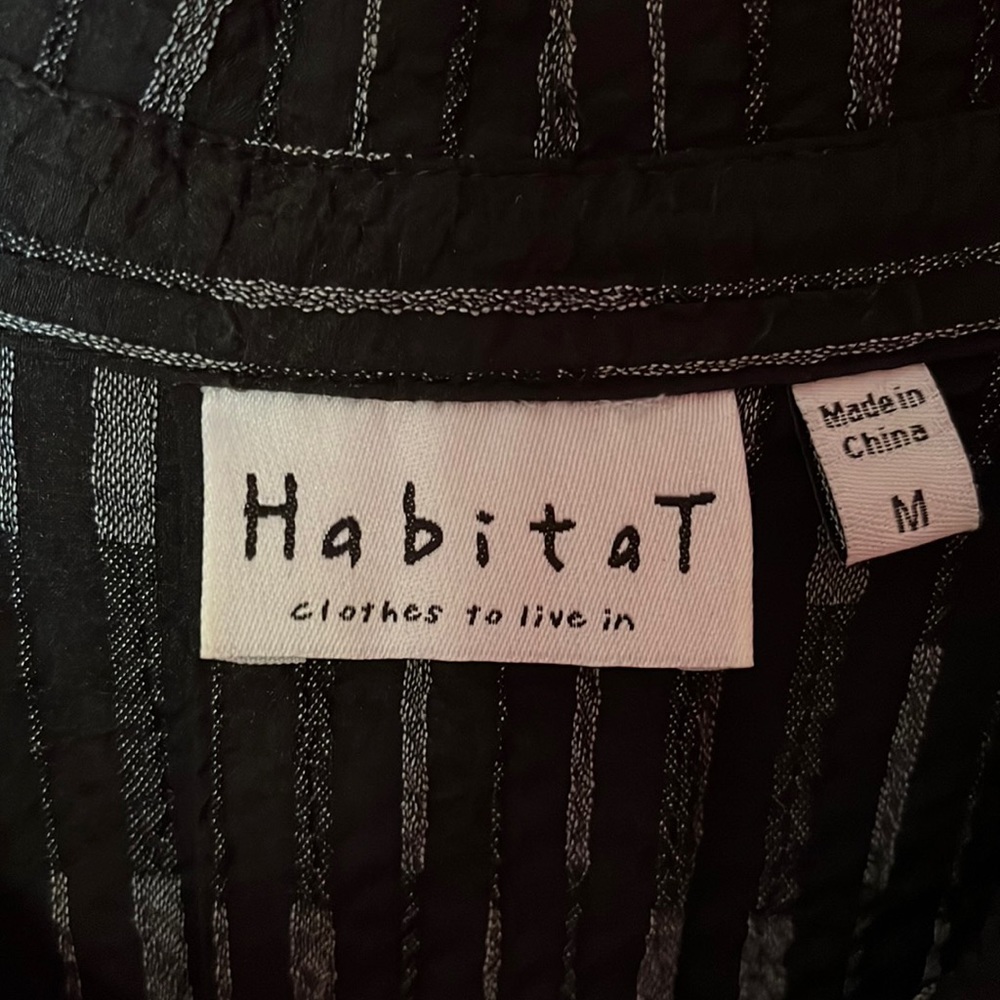 HabitaT
clothes to live in
Made in
China
M